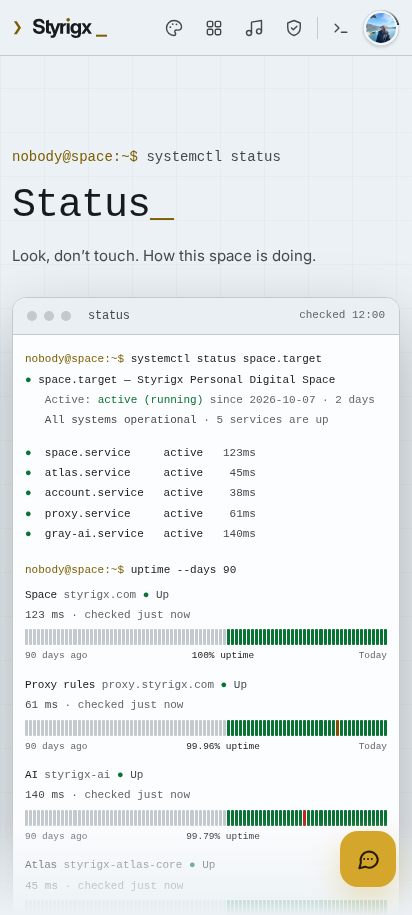 ❯ Styrigx _
nobody@space:~$ systemctl status
Status_
Look, don’t touch. How this space is doing.
status checked 12:00
nobody@space:~$ systemctl status space.target
● space.target — Styrigx Personal Digital Space
Active: active (running) since 2026-10-07 · 2 days
All systems operational · 5 services are up
● space.service active 123ms
● atlas.service active 45ms
● account.service active 38ms
● proxy.service active 61ms
● gray-ai.service active 140ms
nobody@space:~$ uptime --days 90
Space styrigx.com ● Up
123 ms · checked just now
90 days ago 100% uptime Today
Proxy rules proxy.styrigx.com ● Up
61 ms · checked just now
90 days ago 99.96% uptime Today
AI styrigx-ai ● Up
140 ms · checked just now
90 days ago 99.79% uptime
Atlas styrigx-atlas-core ● Up
45 ms · checked just now